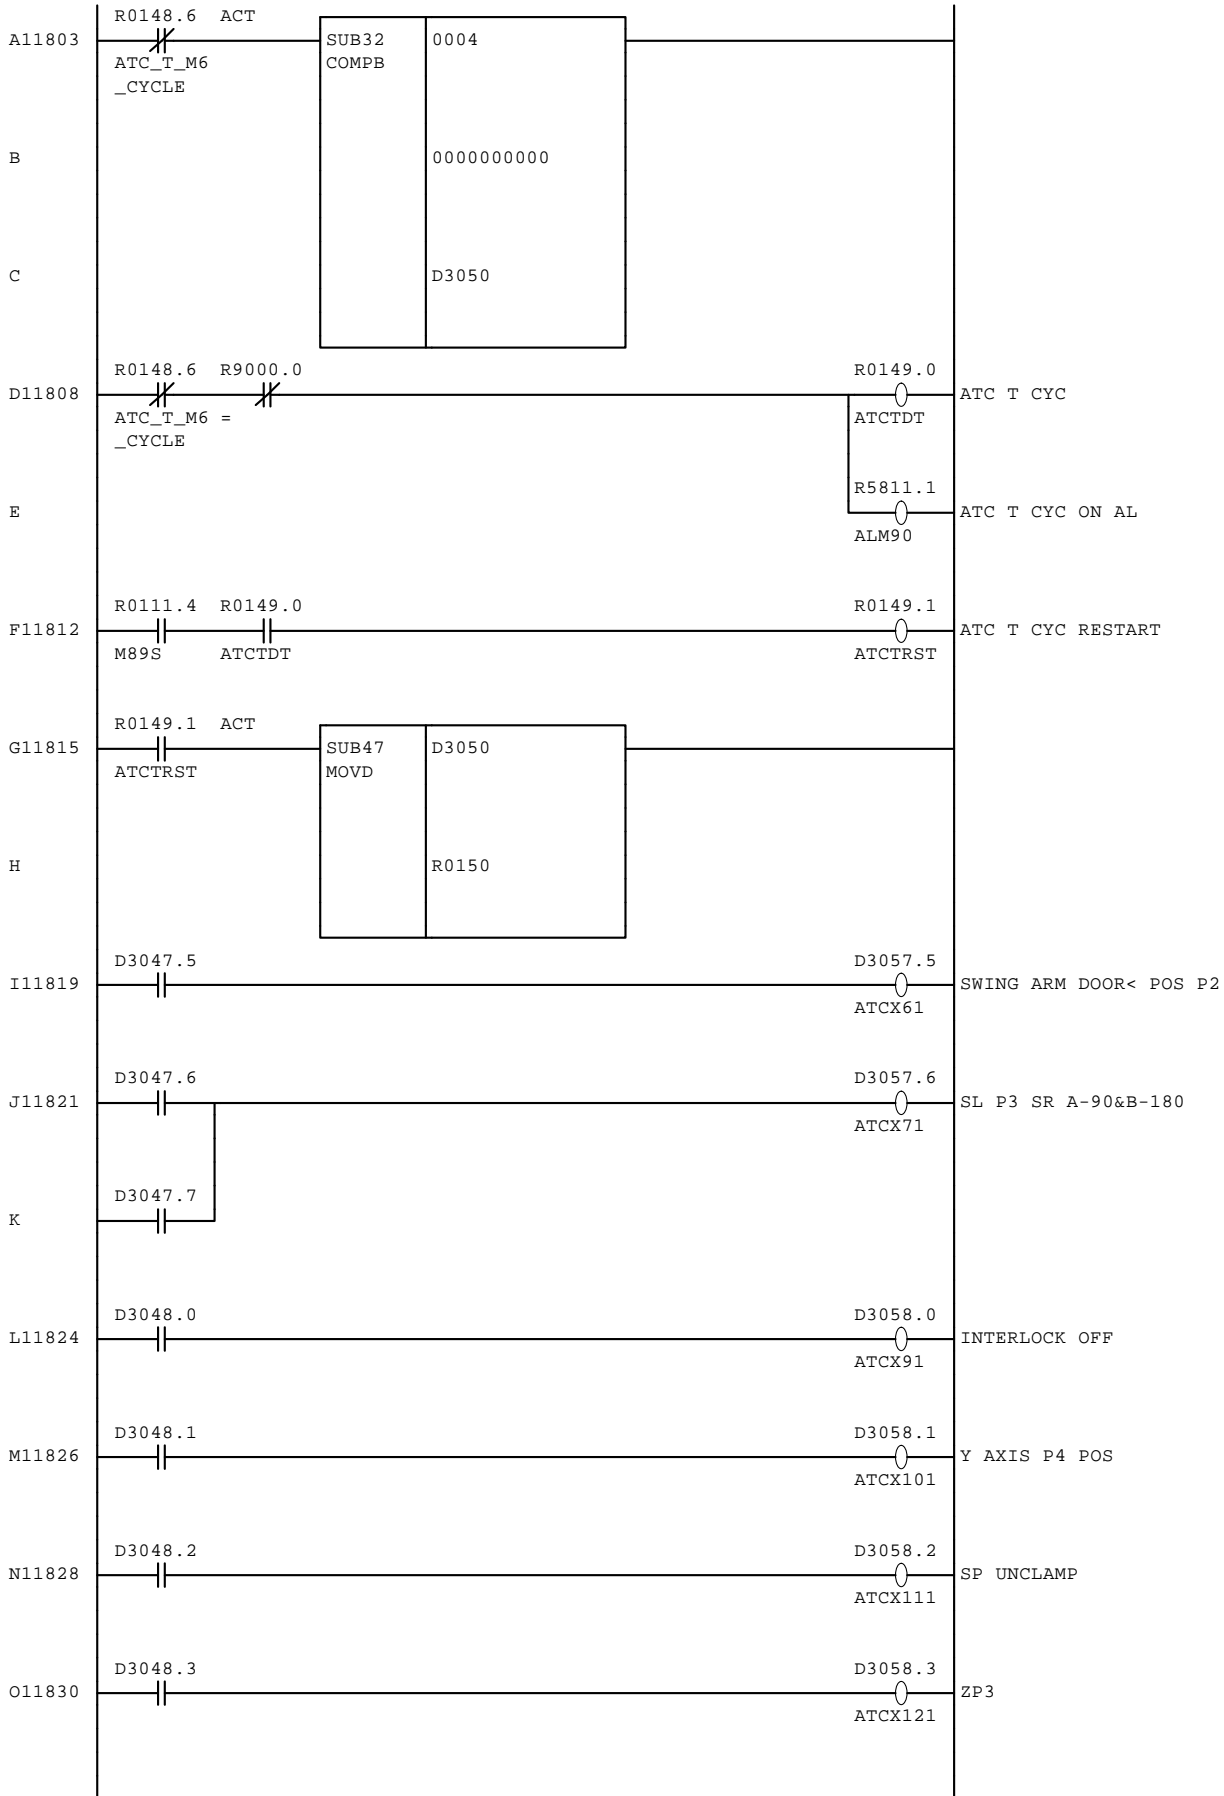 R0148.6 ACT
A11803 SUB32 0004
ATC_T_M6 COMPB
_CYCLE
B 0000000000
C D3050
R0148.6 R9000.0 R0149.0
D11808 ATC T CYC
ATC_T_M6 = ATCTDT
_CYCLE
R5811.1
E ATC T CYC ON AL
ALM90
R0111.4 R0149.0 R0149.1
F11812 ATC T CYC RESTART
M89S ATCTDT ATCTRST
R0149.1 ACT
G11815 SUB47 D3050
ATCTRST MOVD
H R0150
D3047.5 D3057.5
I11819 SWING ARM DOOR< POS P2
ATCX61
D3047.6 D3057.6
J11821 SL P3 SR A-90&B-180
ATCX71
D3047.7
K
D3048.0 D3058.0
L11824 INTERLOCK OFF
ATCX91
D3048.1 D3058.1
M11826 Y AXIS P4 POS
ATCX101
D3048.2 D3058.2
N11828 SP UNCLAMP
ATCX111
D3048.3 D3058.3
O11830 ZP3
ATCX121